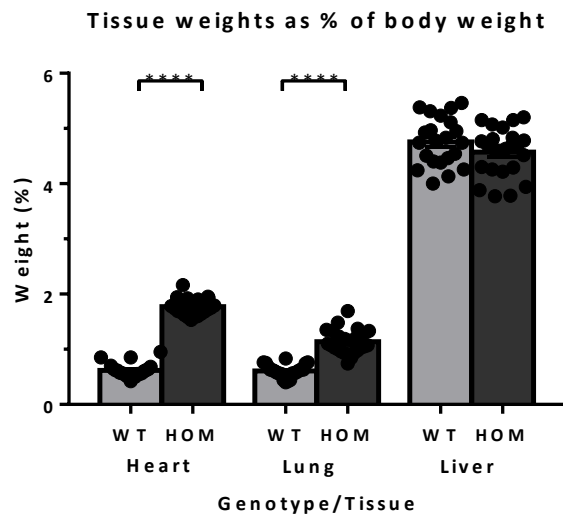 Tissue weights as % of body weight
**** ****
6
4
2
0
Weight (%)
WT HOM WT HOM WT HOM
Heart Lung Liver
Genotype/Tissue